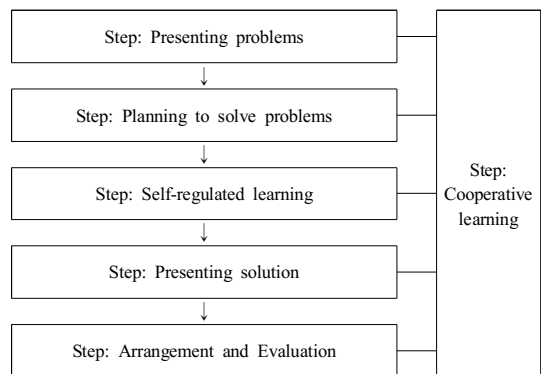 Step: Presenting problems
Step: Planning to solve problems
Step: Self-regulated learning
Step: Presenting solution
Step: Arrangement and Evaluation
Step:
Cooperative
learning